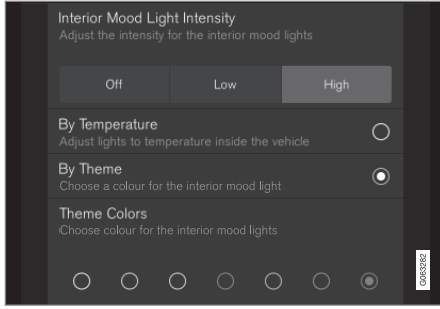 Interior Mood Light Intensity
Adjust the intensity for the interior mood lights
Off Low High
By Temperature
Adjust lights to temperature inside the vehicle
By Theme
Choose a colour for the interior mood light
Theme Colors
Choose colour for the interior mood lights
G063282